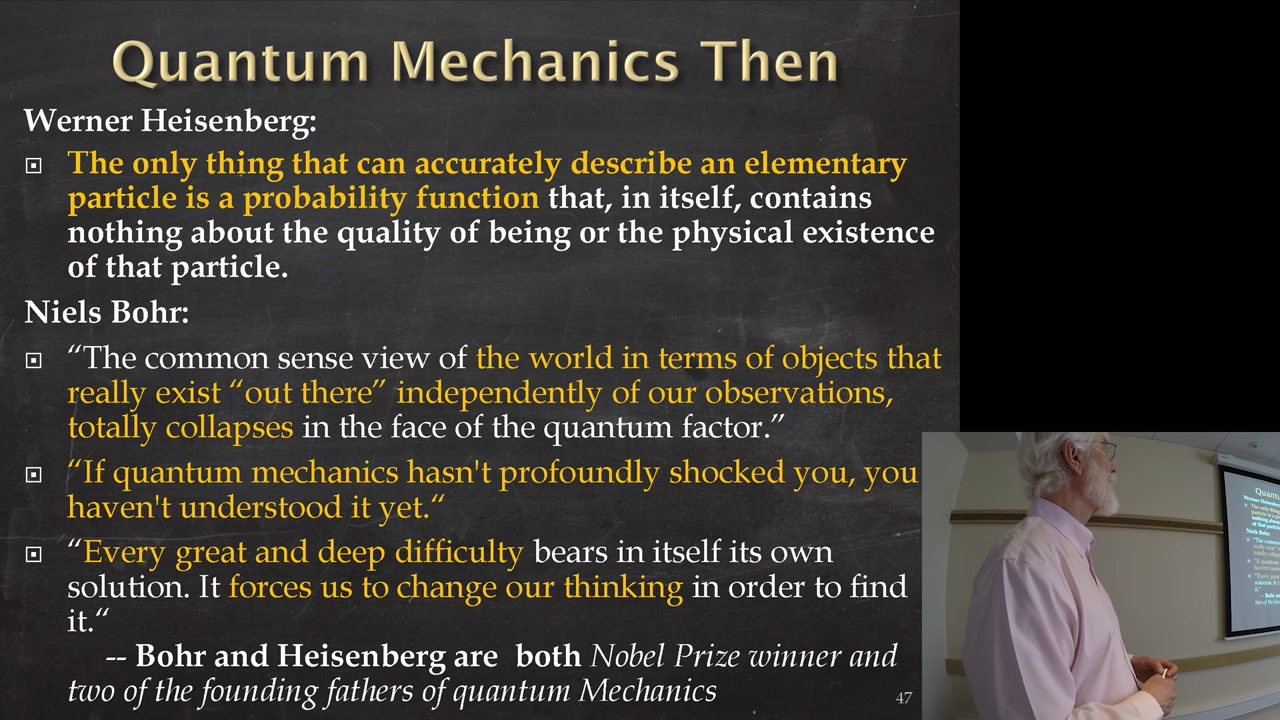 Quantum Mechanics Then
Werner Heisenberg:
The only thing that can accurately describe an elementary
particle is a probability function that, in itself, contains
nothing about the quality of being or the physical existence
of that particle.
Niels Bohr:
“The common sense view of the world in terms of objects that
really exist “out there” independently of our observations,
totally collapses in the face of the quantum factor.”
“If quantum mechanics hasn't profoundly shocked you, you
haven't understood it yet.“
“Every great and deep difficulty bears in itself its own
solution. It forces us to change our thinking in order to find
it.“
-- Bohr and Heisenberg are both Nobel Prize winner and
two of the founding fathers of quantum Mechanics
47